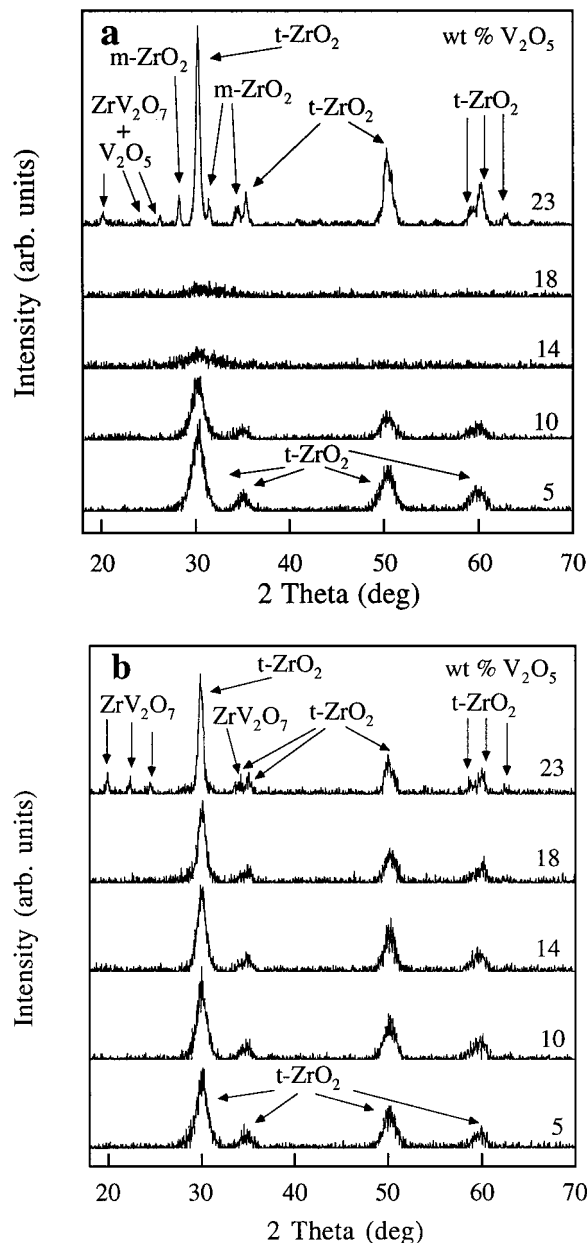 a
t-ZrO₂
wt % V₂O₅
m-ZrO₂
m-ZrO₂
t-ZrO₂
t-ZrO₂
ZrV₂O₇
+
V₂O₅
23
18
14
10
t-ZrO₂
5
Intensity (arb. units)
20 30 40 50 60 70
2 Theta (deg)
b
t-ZrO₂
wt % V₂O₅
ZrV₂O₇
ZrV₂O₇
t-ZrO₂
t-ZrO₂
23
18
14
10
t-ZrO₂
5
Intensity (arb. units)
20 30 40 50 60 70
2 Theta (deg)